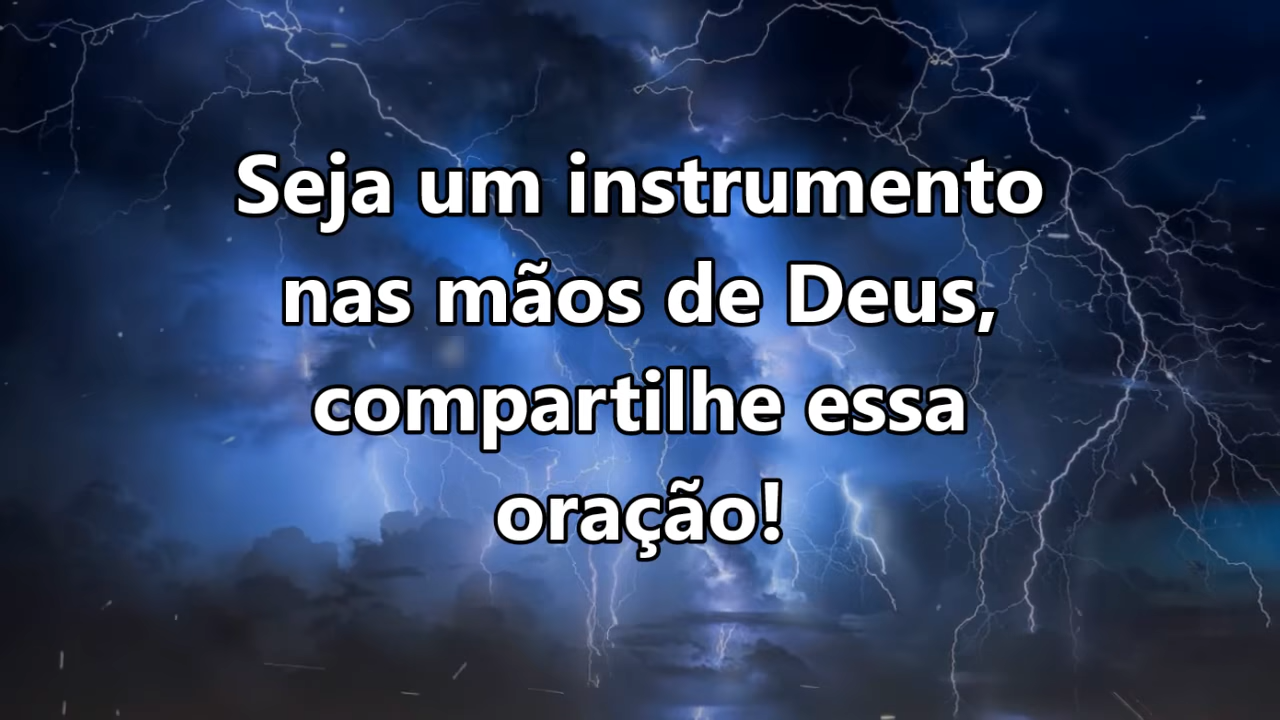 Seja um instrumento
nas mãos de Deus,
compartilhe essa
oração!